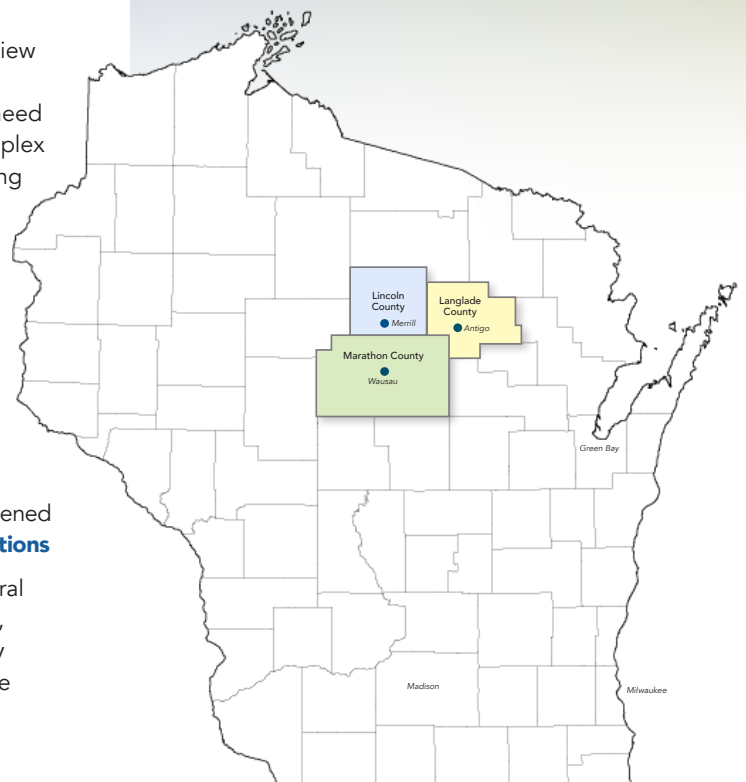 iew
need
plex
ng
ened
tions
ral
,
y
e
Lincoln
County
Merrill
Langlade
County
Antigo
Marathon County
Wausau
Green Bay
Madison
Milwaukee